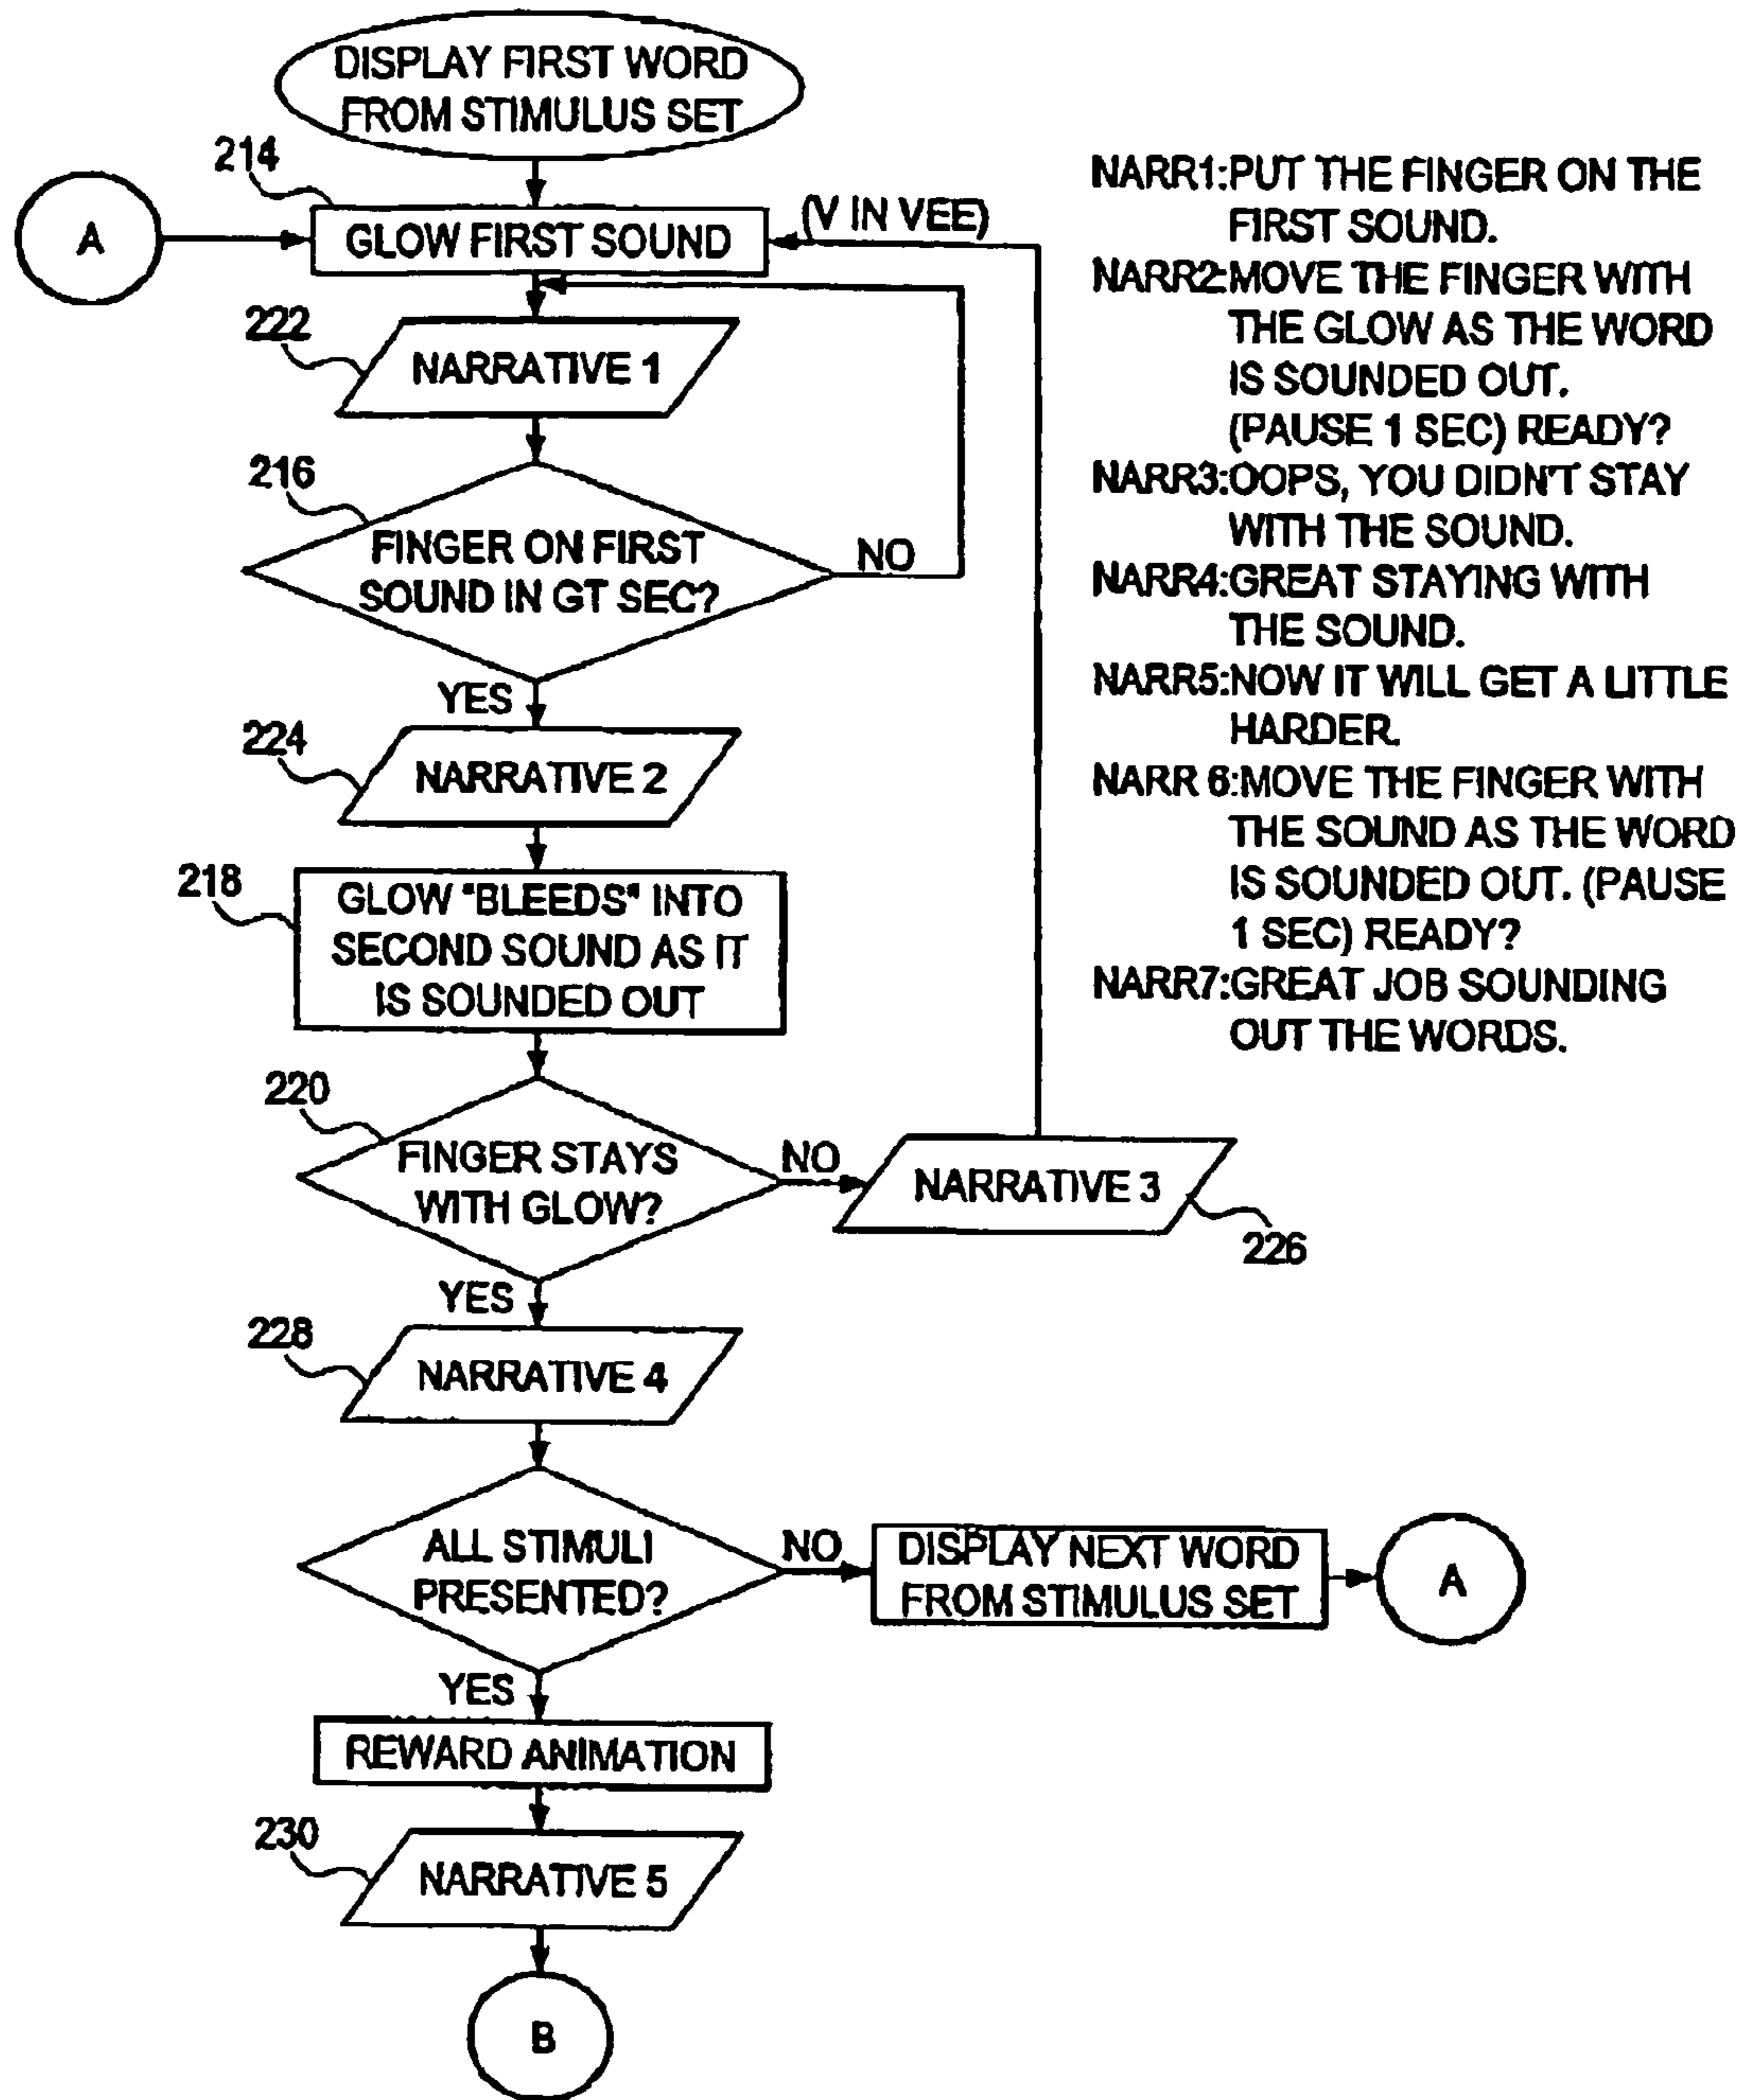 DISPLAY FIRST WORD
FROM STIMULUS SET
214
A
GLOW FIRST SOUND
(V IN VEE)
222
NARRATIVE 1
216
FINGER ON FIRST
SOUND IN GT SEC?
NO
YES
224
NARRATIVE 2
218
GLOW "BLEEDS" INTO
SECOND SOUND AS IT
IS SOUNDED OUT
220
FINGER STAYS
WITH GLOW?
NO
NARRATIVE 3
226
YES
228
NARRATIVE 4
ALL STIMULI
PRESENTED?
NO
DISPLAY NEXT WORD
FROM STIMULUS SET
A
YES
REWARD ANIMATION
230
NARRATIVE 5
B
NARR1:PUT THE FINGER ON THE
FIRST SOUND.
NARR2:MOVE THE FINGER WITH
THE GLOW AS THE WORD
IS SOUNDED OUT.
(PAUSE 1 SEC) READY?
NARR3:OOPS, YOU DIDN'T STAY
WITH THE SOUND.
NARR4:GREAT STAYING WITH
THE SOUND.
NARR5:NOW IT WILL GET A LITTLE
HARDER.
NARR 6:MOVE THE FINGER WITH
THE SOUND AS THE WORD
IS SOUNDED OUT. (PAUSE
1 SEC) READY?
NARR7:GREAT JOB SOUNDING
OUT THE WORDS.